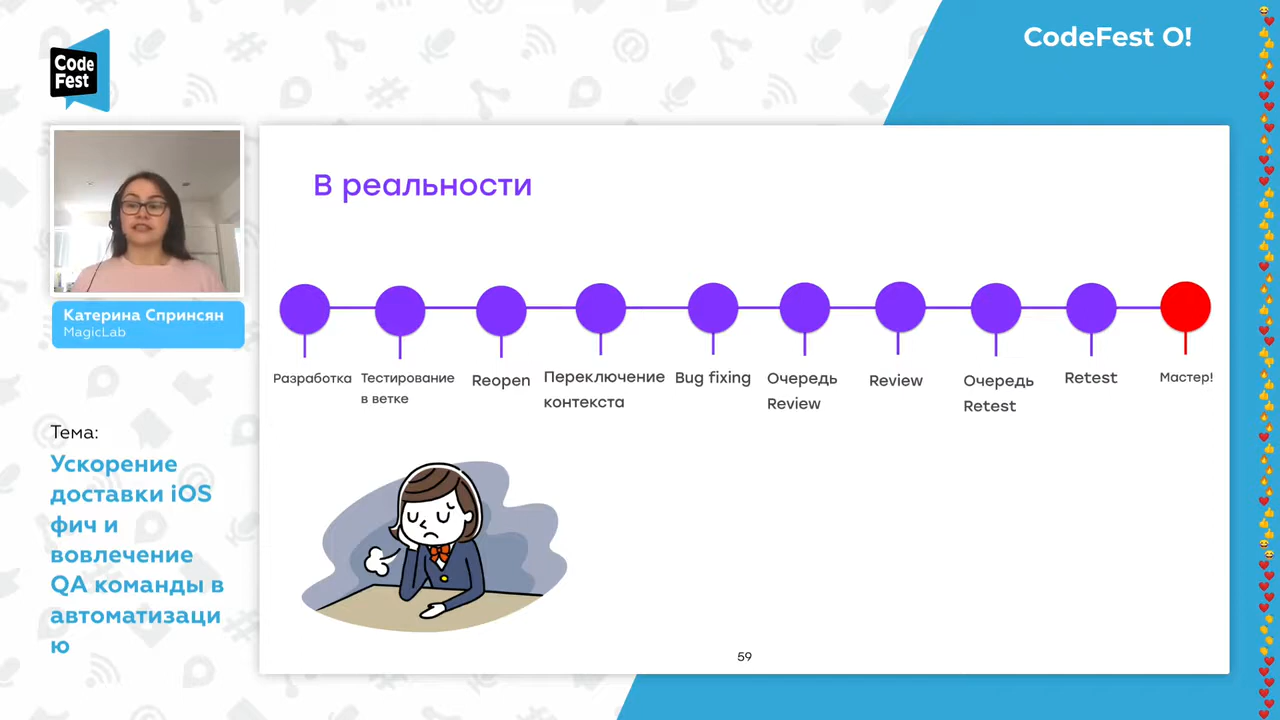 Code
Fest
CodeFest О!
Катерина Спринсян
MagicLab
Тема:
Ускорение
доставки iOS
фич и
вовлечение
QA команды в
автоматизаци
ю
В реальности
Разработка
Тестирование
в ветке
Reopen
Переключение
контекста
Bug fixing
Очередь
Review
Review
Очередь
Retest
Retest
Мастер!
59